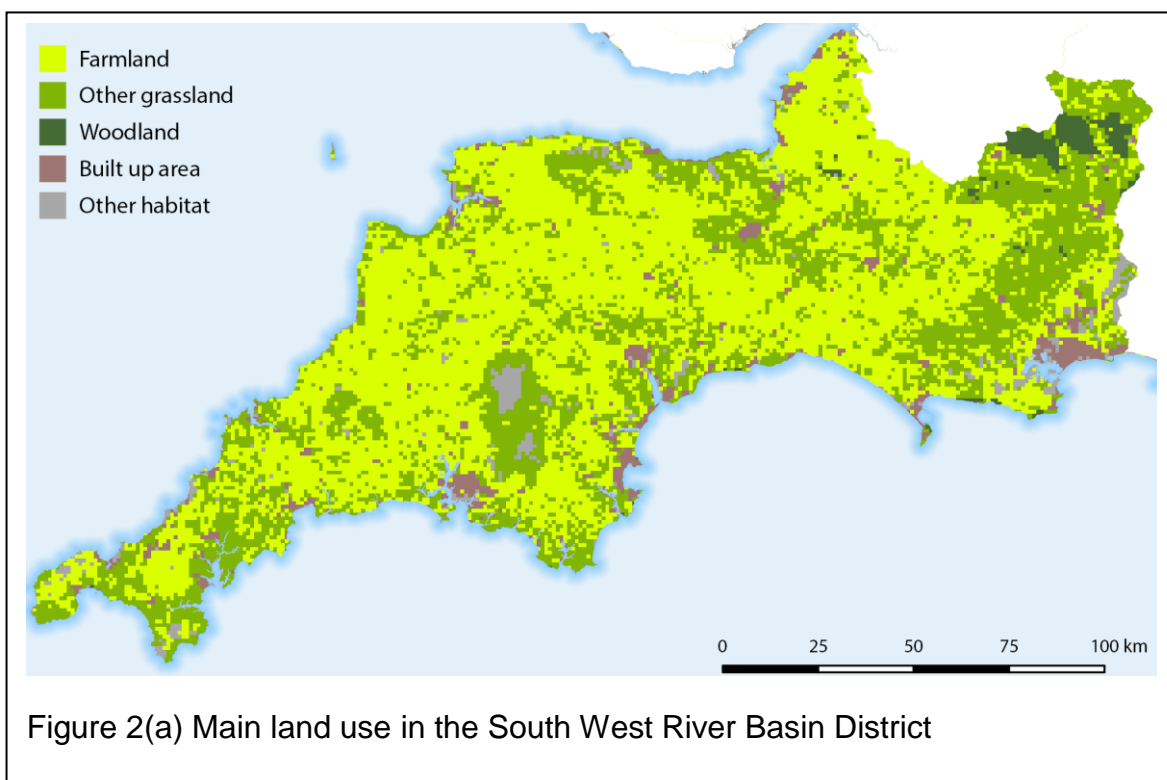 Farmland
Other grassland
Woodland
Built up area
Other habitat
0 25 50 75 100 km
Figure 2(a) Main land use in the South West River Basin District